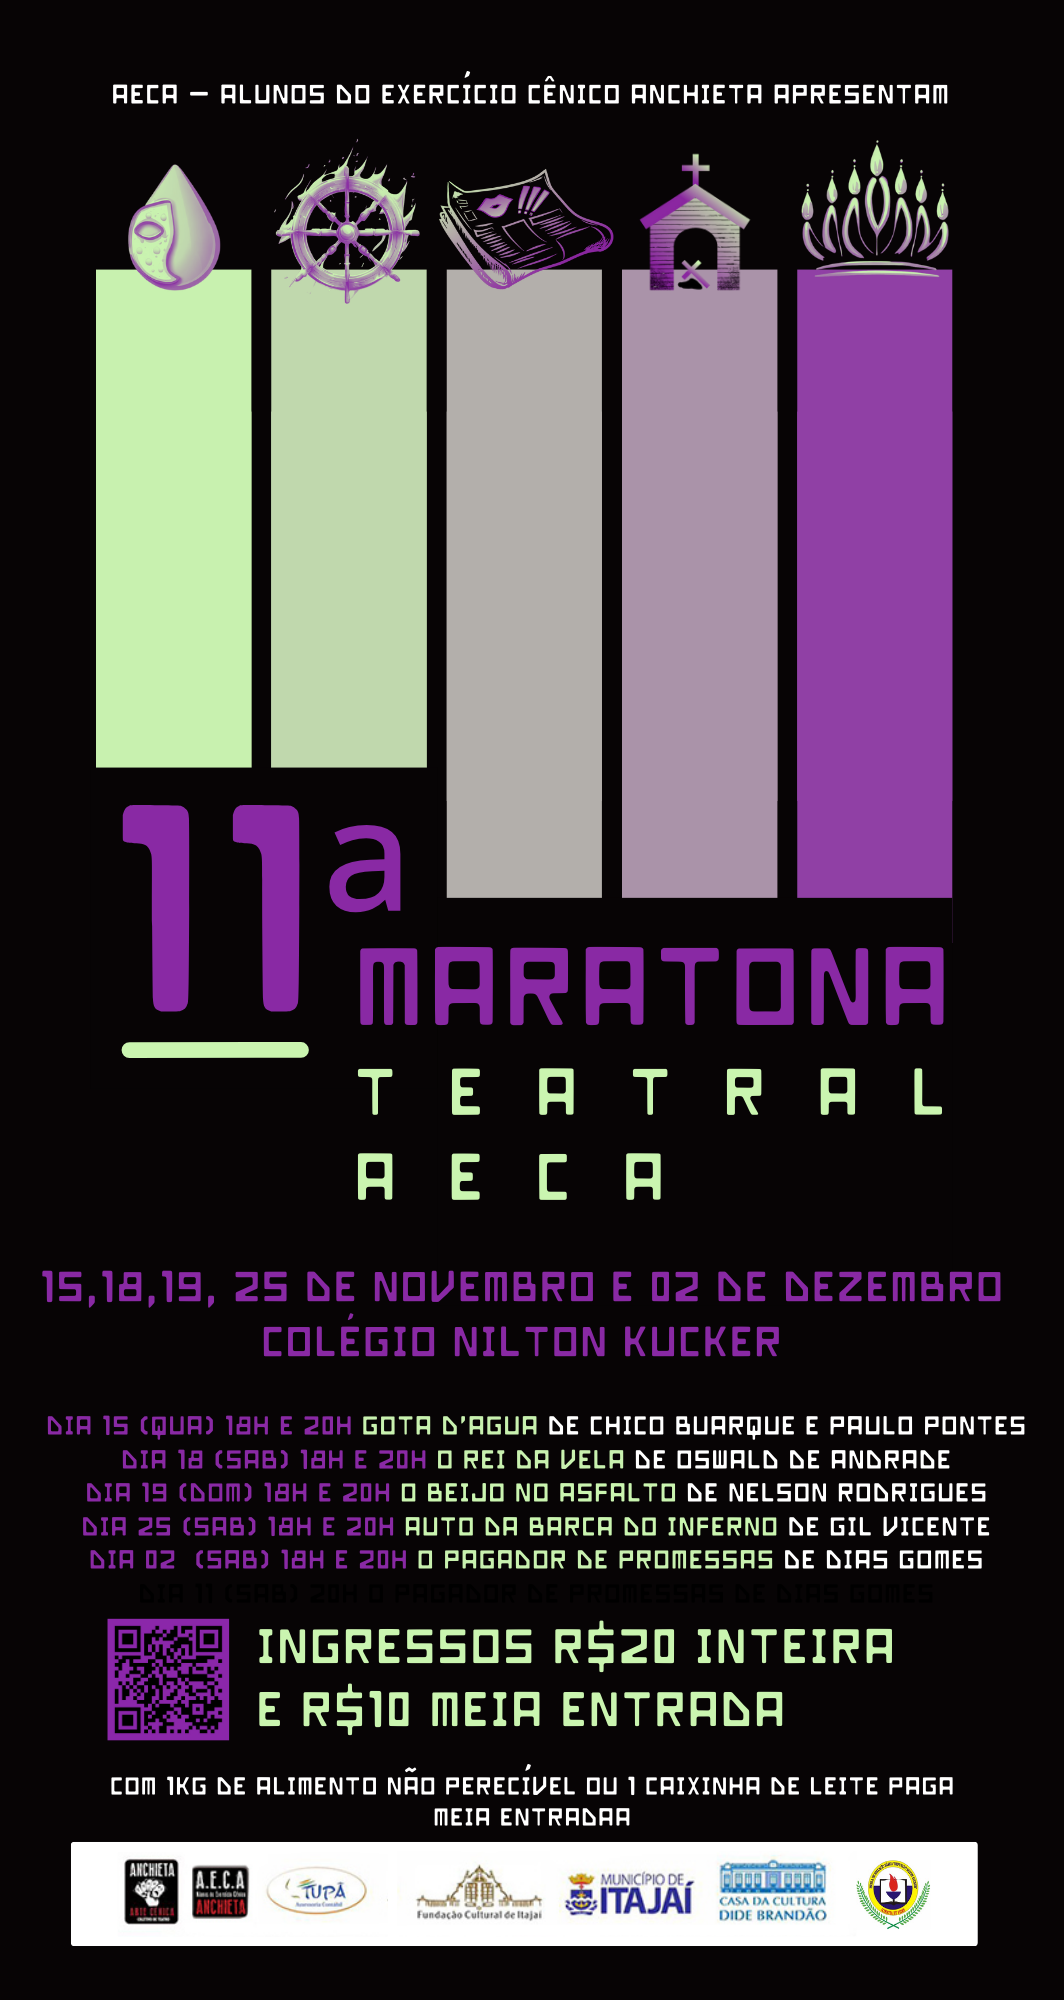 AECA – ALUNOS DO EXERCÍCIO CÊNICO ANCHIETA APRESENTAM
!!!
11ª
MARATONA
TEATRAL
AECA
15,18,19, 25 DE NOVEMBRO E 02 DE DEZEMBRO
COLÉGIO NILTON KUCKER
DIA 15 (QUA) 18H E 20H GOTA D'AGUA DE CHICO BUARQUE E PAULO PONTES
DIA 18 (SAB) 18H E 20H O REI DA VELA DE OSWALD DE ANDRADE
DIA 19 (DOM) 18H E 20H O BEIJO NO ASFALTO DE NELSON RODRIGUES
DIA 25 (SAB) 18H E 20H AUTO DA BARCA DO INFERNO DE GIL VICENTE
DIA 02 (SAB) 18H E 20H O PAGADOR DE PROMESSAS DE DIAS GOMES
DIA 11 (SAB) 20H O PAGADOR DE PROMESSAS DE DIAS GOMES
INGRESSOS R$20 INTEIRA
E R$10 MEIA ENTRADA
COM 1KG DE ALIMENTO NÃO PERECÍVEL OU 1 CAIXINHA DE LEITE PAGA
MEIA ENTRADAA
ANCHIETA
ARTE CÊNICA
COLETIVO DE TEATRO
A.E.C.A
ANCHIETA
TUPÃ
Assessoria Contábil
Fundação Cultural de Itajaí
MUNICÍPIO DE
ITAJAÍ
CASA DA CULTURA
DIDE BRANDÃO